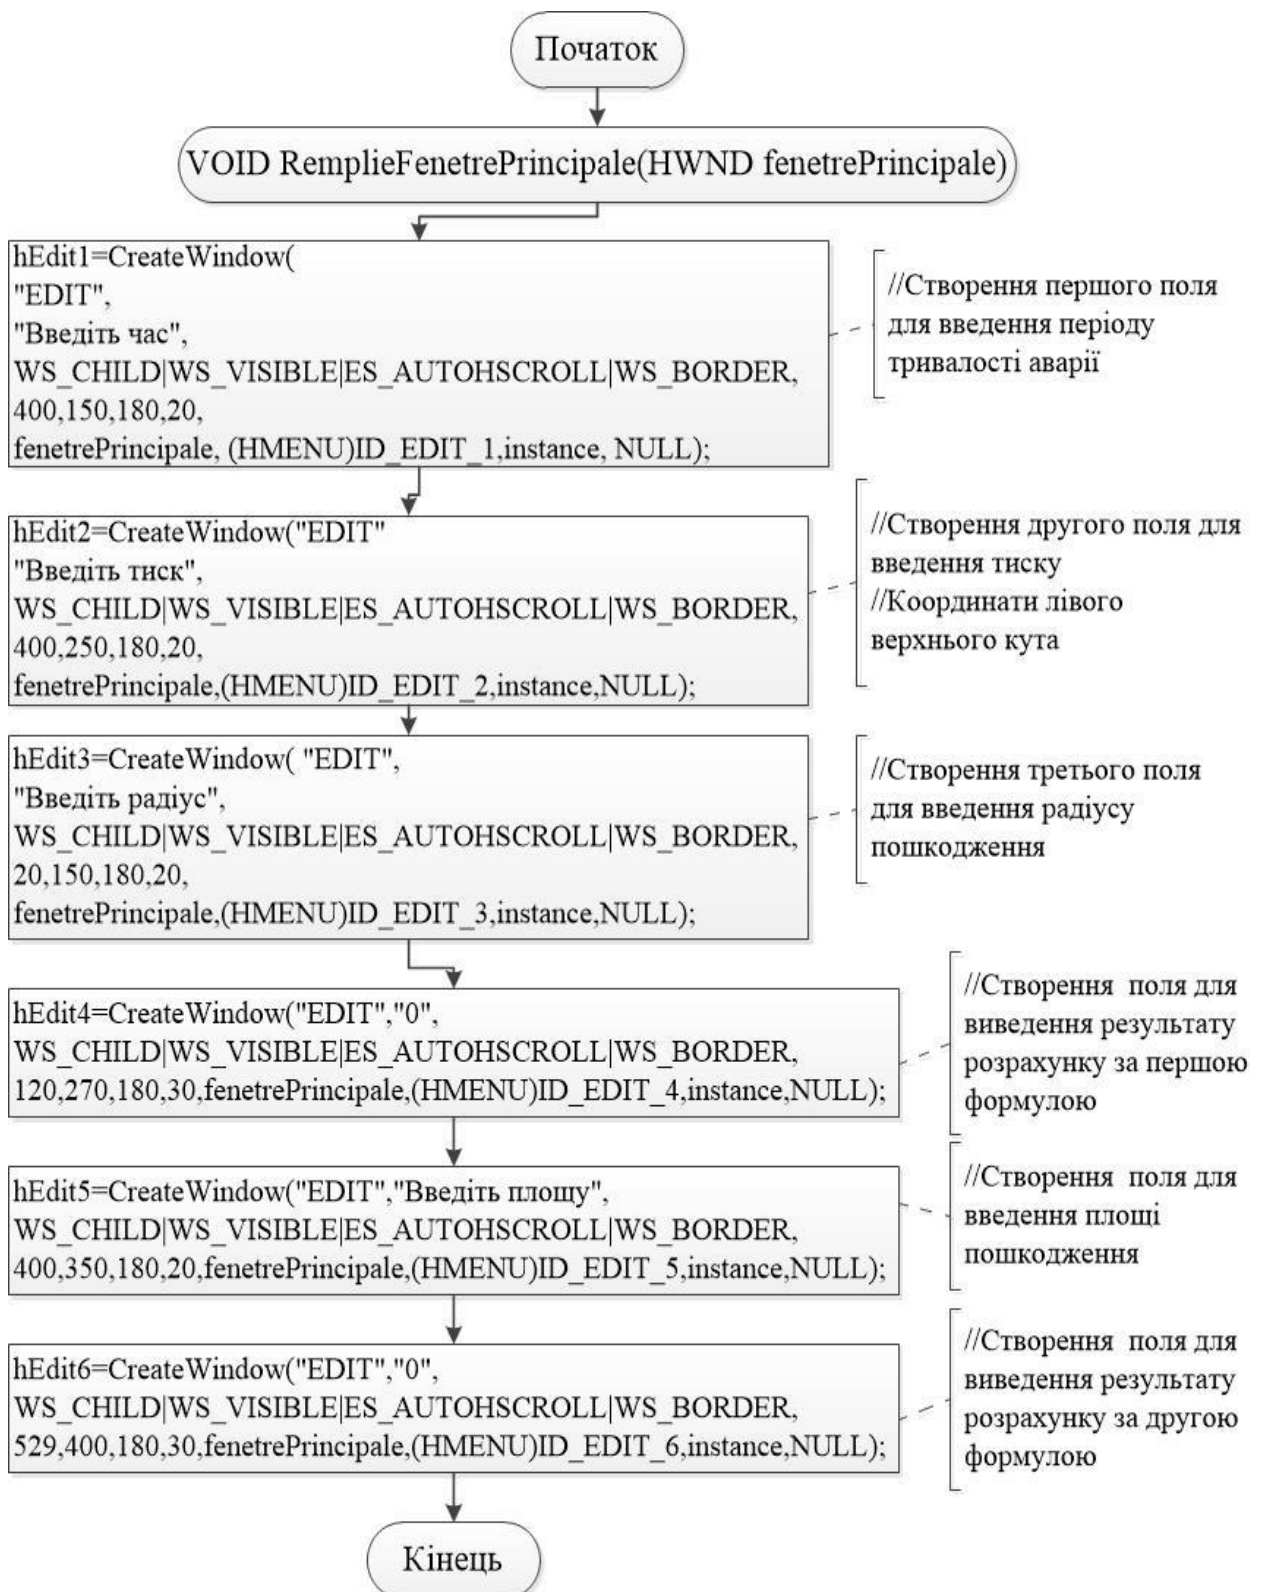 Початок
VOID RemplieFenetrePrincipale(HWND fenetrePrincipale)
hEdit1=CreateWindow(
"EDIT",
"Введіть час",
WS_CHILD|WS_VISIBLE|ES_AUTOHSCROLL|WS_BORDER,
400,150,180,20,
fenetrePrincipale, (HMENU)ID_EDIT_1,instance, NULL);
//Створення першого поля
для введення періоду
тривалості аварії
hEdit2=CreateWindow("EDIT"
"Введіть тиск",
WS_CHILD|WS_VISIBLE|ES_AUTOHSCROLL|WS_BORDER,
400,250,180,20,
fenetrePrincipale,(HMENU)ID_EDIT_2,instance,NULL);
//Створення другого поля для
введення тиску
//Координати лівого
верхнього кута
hEdit3=CreateWindow( "EDIT",
"Введіть радіус",
WS_CHILD|WS_VISIBLE|ES_AUTOHSCROLL|WS_BORDER,
20,150,180,20,
fenetrePrincipale,(HMENU)ID_EDIT_3,instance,NULL);
//Створення третього поля
для введення радіусу
пошкодження
hEdit4=CreateWindow("EDIT","0",
WS_CHILD|WS_VISIBLE|ES_AUTOHSCROLL|WS_BORDER,
120,270,180,30,fenetrePrincipale,(HMENU)ID_EDIT_4,instance,NULL);
//Створення  поля для
виведення результату
розрахунку за першою
формулою
hEdit5=CreateWindow("EDIT","Введіть площу",
WS_CHILD|WS_VISIBLE|ES_AUTOHSCROLL|WS_BORDER,
400,350,180,20,fenetrePrincipale,(HMENU)ID_EDIT_5,instance,NULL);
//Створення  поля для
введення площі
пошкодження
hEdit6=CreateWindow("EDIT","0",
WS_CHILD|WS_VISIBLE|ES_AUTOHSCROLL|WS_BORDER,
529,400,180,30,fenetrePrincipale,(HMENU)ID_EDIT_6,instance,NULL);
//Створення  поля для
виведення результату
розрахунку за другою
формулою
Кінець